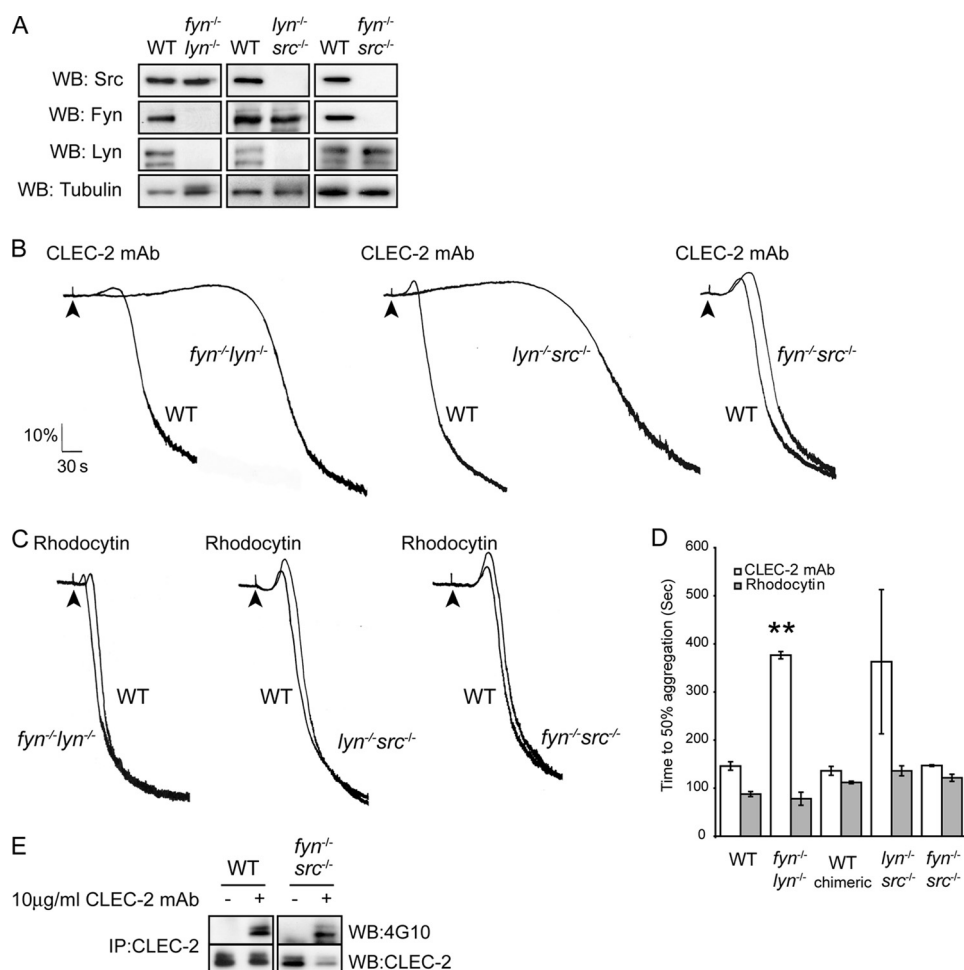 A
WT fyn-/- lyn-/- WT lyn-/- src-/- WT fyn-/- src-/-
WB: Src
WB: Fyn
WB: Lyn
WB: Tubulin
B
CLEC-2 mAb CLEC-2 mAb CLEC-2 mAb
fyn-/-lyn-/- lyn-/-src-/- fyn-/-src-/-
WT WT WT
10%
30 s
C
Rhodocytin Rhodocytin Rhodocytin
WT WT WT
fyn-/-lyn-/- lyn-/-src-/- fyn-/-src-/-
D
Time to 50% aggregation (Sec)
600
500
400
300
200
100
0
CLEC-2 mAb
Rhodocytin
**
WT fyn-/- lyn-/- WT chimeric lyn-/- src-/- fyn-/- src-/-
E
WT fyn-/- src-/-
10µg/ml CLEC-2 mAb - + - +
IP:CLEC-2
WB:4G10
WB:CLEC-2